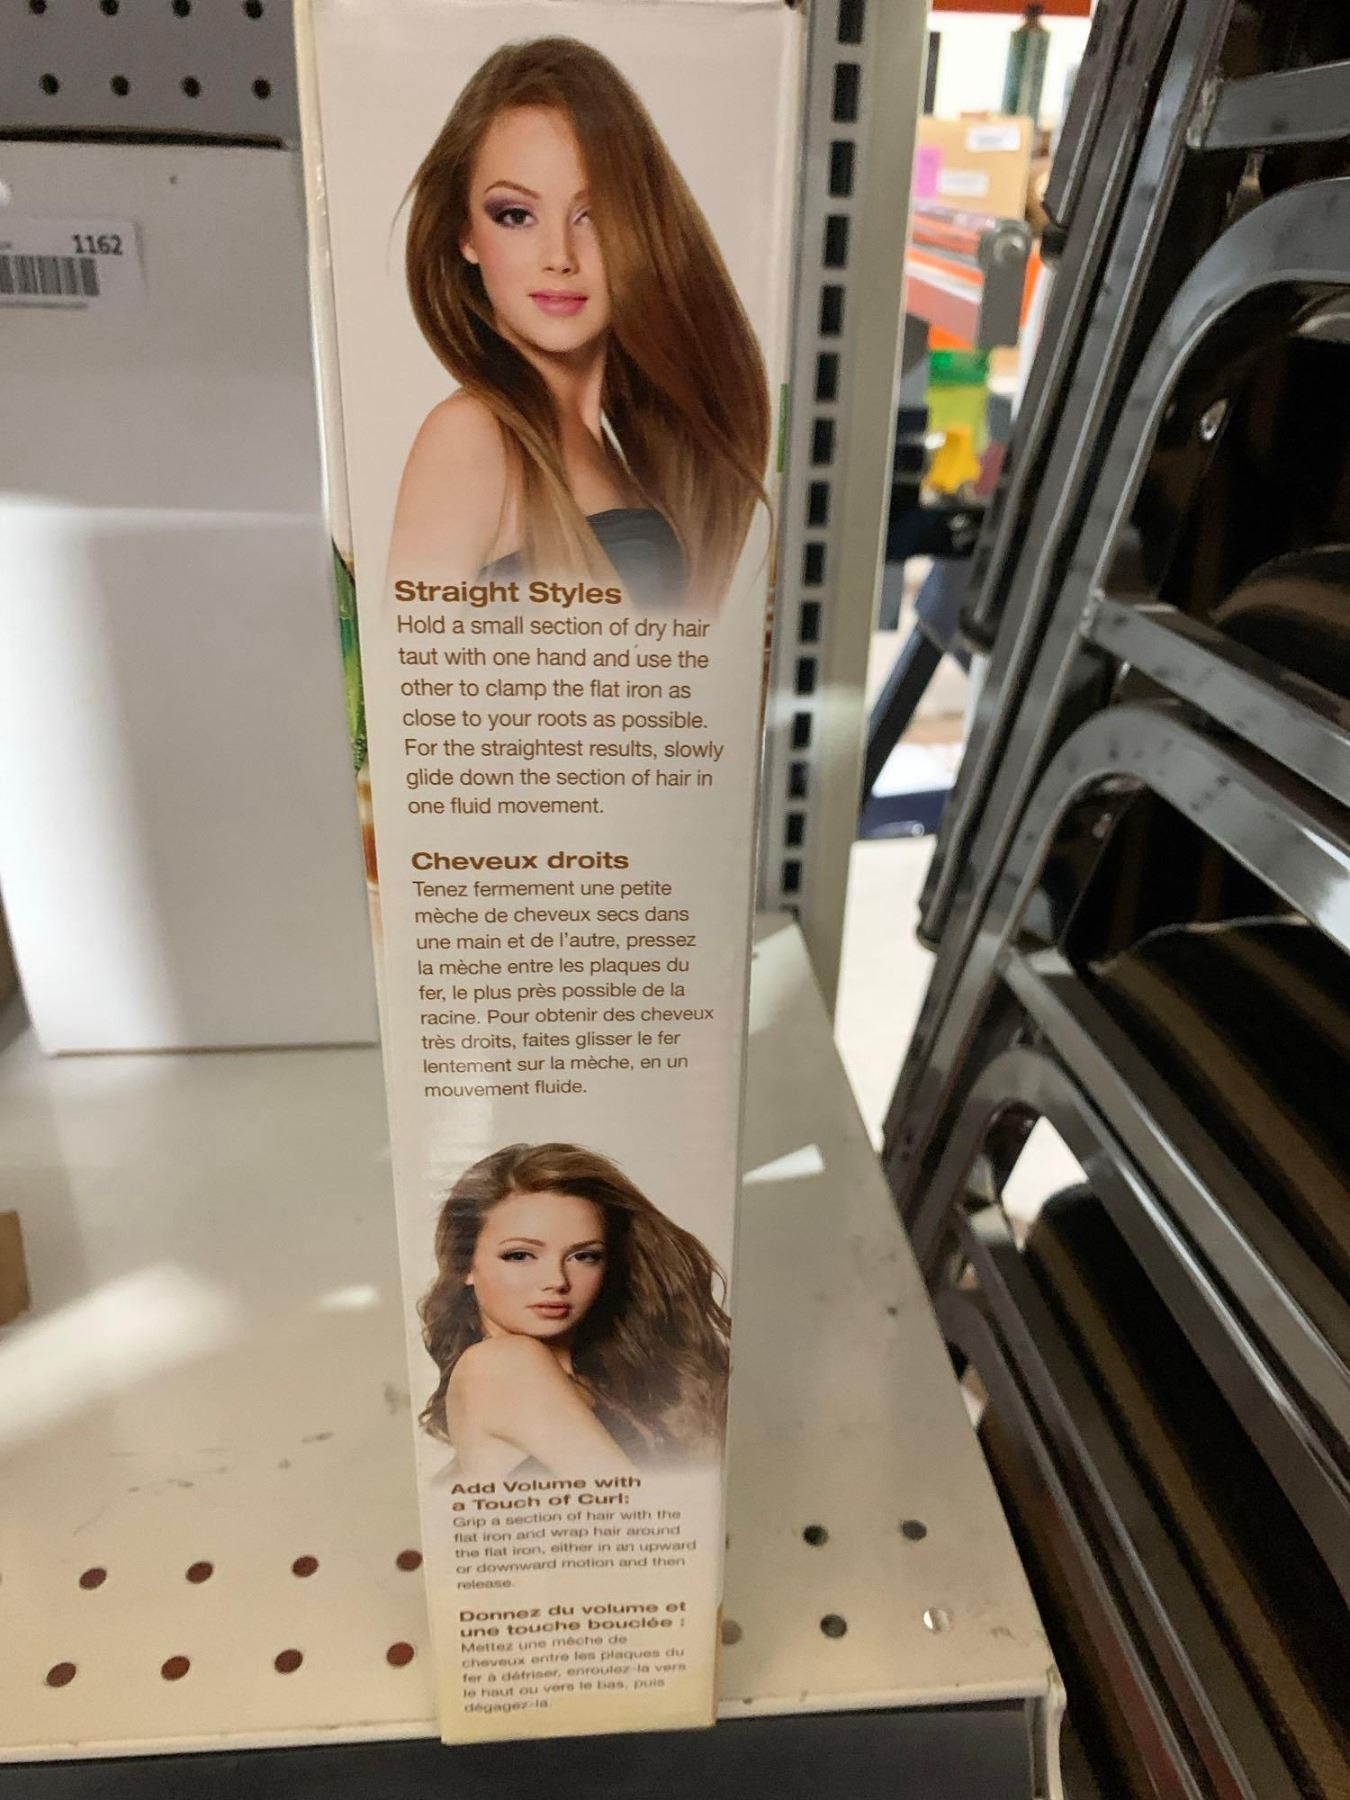 1162
Straight Styles
Hold a small section of dry hair
taut with one hand and use the
other to clamp the flat iron as
close to your roots as possible.
For the straightest results, slowly
glide down the section of hair in
one fluid movement.
Cheveux droits
Tenez fermement une petite
mèche de cheveux secs dans
une main et de l'autre, pressez
la mèche entre les plaques du
fer, le plus près possible de la
racine. Pour obtenir des cheveux
très droits, faites glisser le fer
lentement sur la mèche, en un
mouvement fluide.
Add Volume with
a Touch of Curl:
Grip a section of hair with the
flat iron and wrap hair around
the flat iron, either in an upward
or downward motion and then
release.
Donnez du volume et
une touche bouclée :
Mettez une mèche de
cheveux entre les plaques du
fer à défriser, enroulez-la vers
le haut ou vers le bas, puis
dégagez-la.